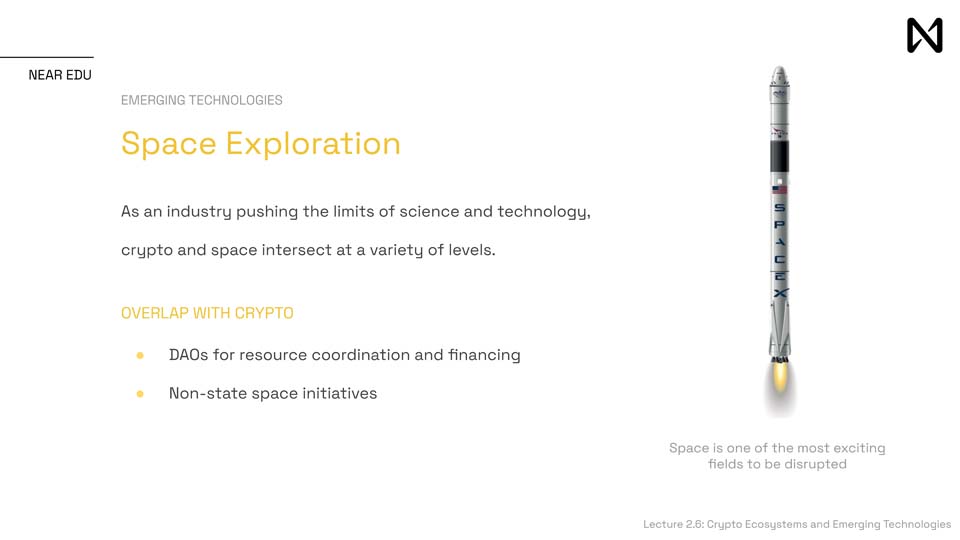 NEAR EDU
EMERGING TECHNOLOGIES
Space Exploration
As an industry pushing the limits of science and technology,
crypto and space intersect at a variety of levels.
OVERLAP WITH CRYPTO
DAOs for resource coordination and financing
Non-state space initiatives
SPACEX
Space is one of the most exciting
fields to be disrupted
Lecture 2.6: Crypto Ecosystems and Emerging Technologies